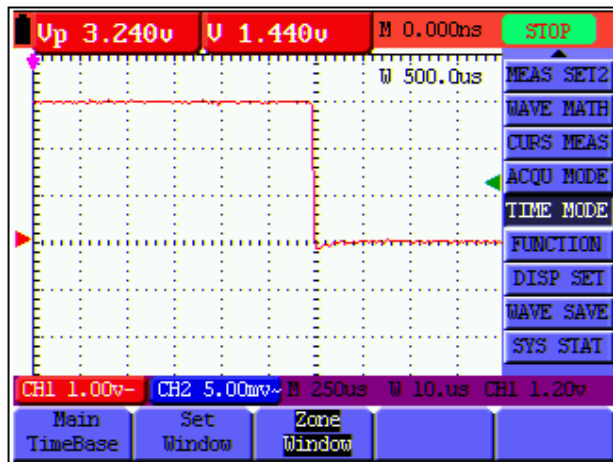 Vp 3.240v V 1.440v M 0.000ns STOP
W 500.0us
MEAS SET2
WAVE MATH
CURS MEAS
ACQU MODE
TIME MODE
FUNCTION
DISP SET
WAVE SAVE
SYS STAT
CH1 1.00v- CH2 5.00mv~ M 250us W 10.us CH1 1.20v
Main TimeBase
Set Window
Zone Window